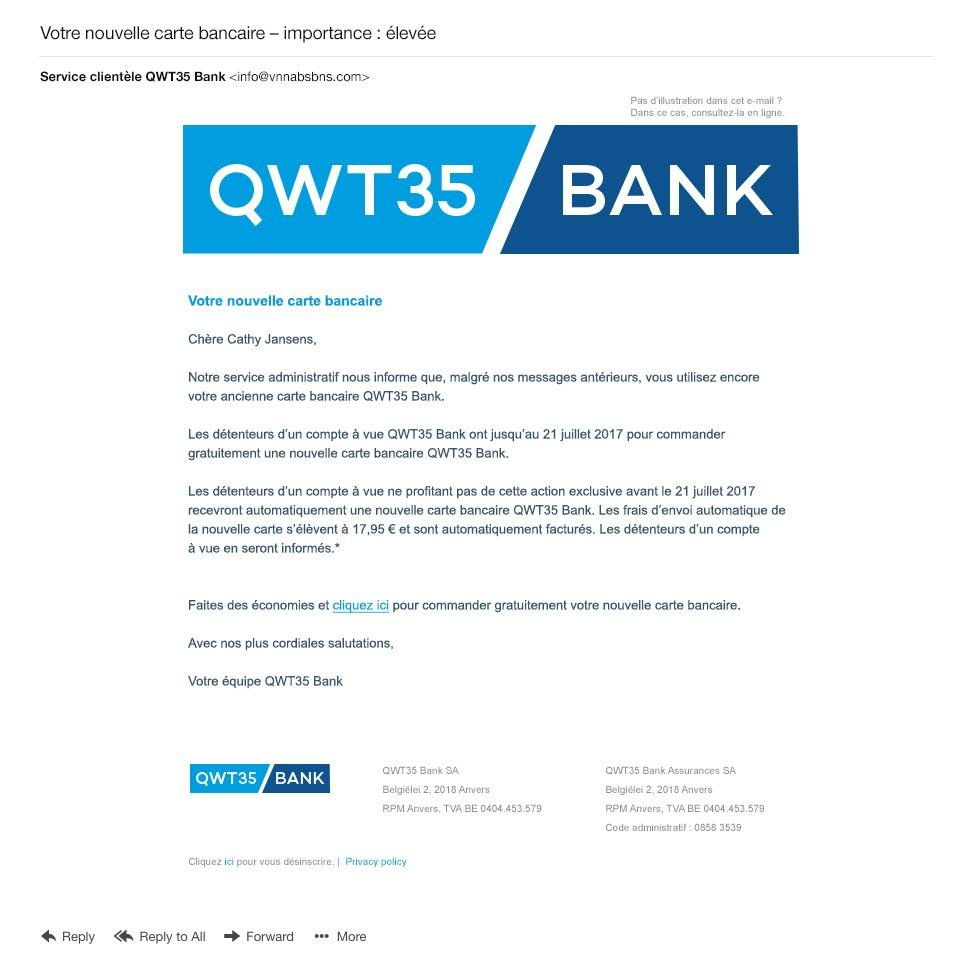 Votre nouvelle carte bancaire – importance : élevée
Service clientèle QWT35 Bank <info@vnnabsbns.com>
Pas d'illustration dans cet e-mail ?
Dans ce cas, consultez-la en ligne.
QWT35 BANK
Votre nouvelle carte bancaire
Chère Cathy Jansens,
Notre service administratif nous informe que, malgré nos messages antérieurs, vous utilisez encore
votre ancienne carte bancaire QWT35 Bank.
Les détenteurs d'un compte à vue QWT35 Bank ont jusqu'au 21 juillet 2017 pour commander
gratuitement une nouvelle carte bancaire QWT35 Bank.
Les détenteurs d'un compte à vue ne profitant pas de cette action exclusive avant le 21 juillet 2017
recevront automatiquement une nouvelle carte bancaire QWT35 Bank. Les frais d'envoi automatique de
la nouvelle carte s'élèvent à 17,95 € et sont automatiquement facturés. Les détenteurs d'un compte
à vue en seront informés.*
Faites des économies et cliquez ici pour commander gratuitement votre nouvelle carte bancaire.
Avec nos plus cordiales salutations,
Votre équipe QWT35 Bank
QWT35 BANK
QWT35 Bank SA
Belgiëlei 2, 2018 Anvers
RPM Anvers, TVA BE 0404.453.579
QWT35 Bank Assurances SA
Belgiëlei 2, 2018 Anvers
RPM Anvers, TVA BE 0404.453.579
Code administratif : 0858 3539
Cliquez ici pour vous désinscrire. | Privacy policy
Reply Reply to All Forward More